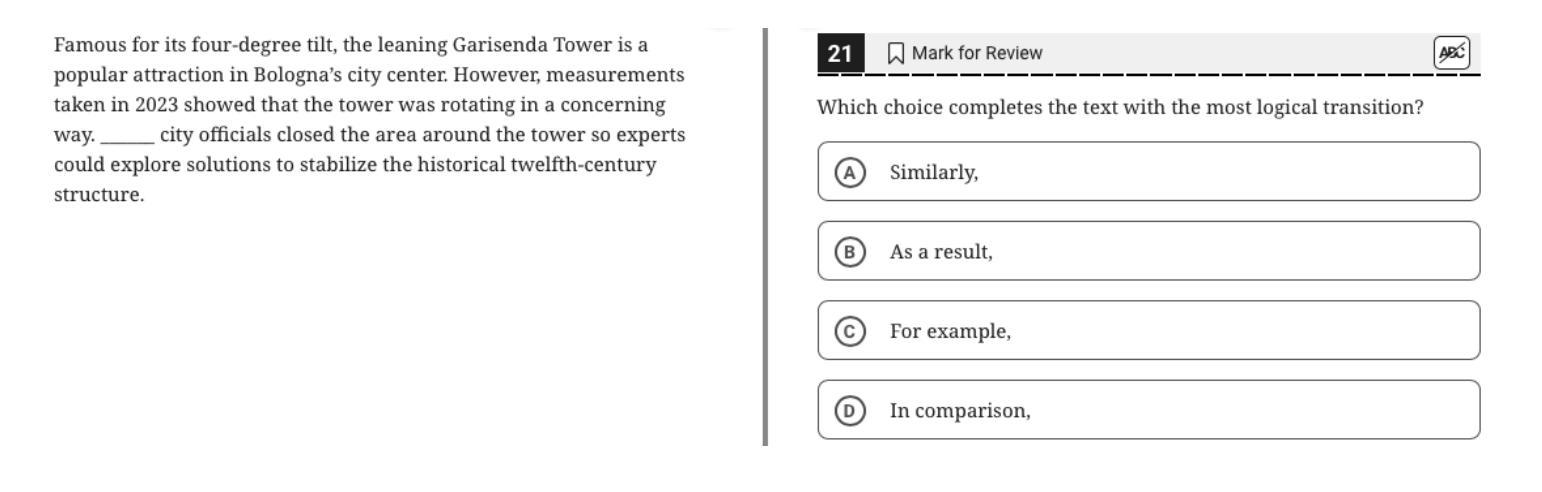 Famous for its four-degree tilt, the leaning Garisenda Tower is a
popular attraction in Bologna’s city center. However, measurements
taken in 2023 showed that the tower was rotating in a concerning
way. ______ city officials closed the area around the tower so experts
could explore solutions to stabilize the historical twelfth-century
structure.
21 Mark for Review ABC
Which choice completes the text with the most logical transition?
A Similarly,
B As a result,
C For example,
D In comparison,